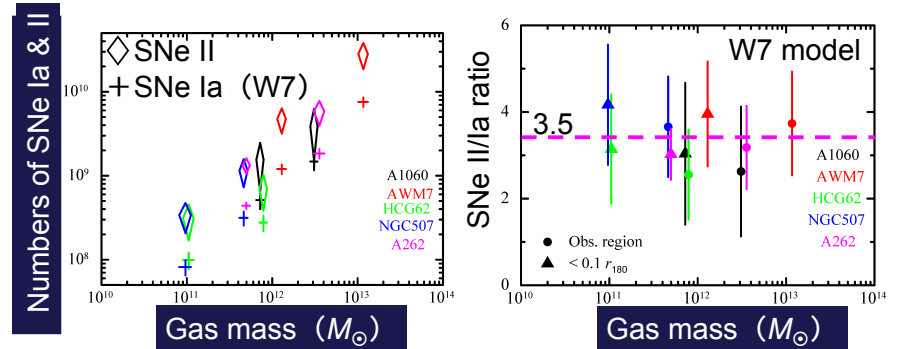 Numbers of SNe Ia & II
10¹⁰
10⁹
10⁸
SNe II
SNe Ia（W7）
A1060
AWM7
HCG62
NGC507
A262
10¹⁰ 10¹¹ 10¹² 10¹³ 10¹⁴
Gas mass（M☉）
SNe II/Ia ratio
6
4
2
0
W7 model
3.5
A1060
AWM7
HCG62
NGC507
A262
Obs. region
< 0.1 r₁₈₀
10¹⁰ 10¹¹ 10¹² 10¹³ 10¹⁴
Gas mass（M☉）